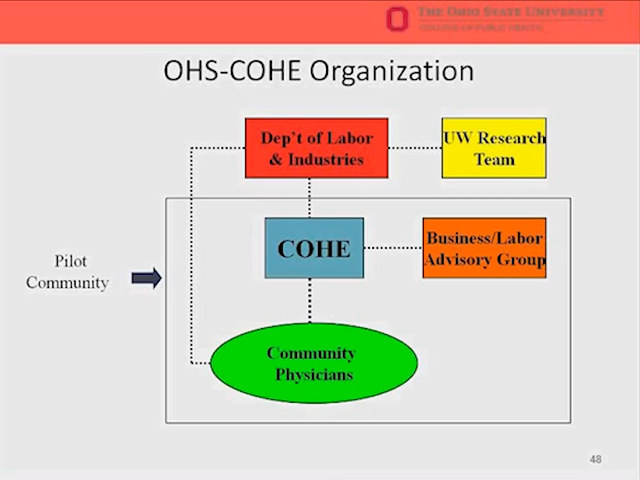 THE OHIO STATE UNIVERSITY
COLLEGE OF PUBLIC HEALTH
OHS-COHE Organization
Dep't of Labor
& Industries
UW Research
Team
COHE
Business/Labor
Advisory Group
Pilot
Community
Community
Physicians
48